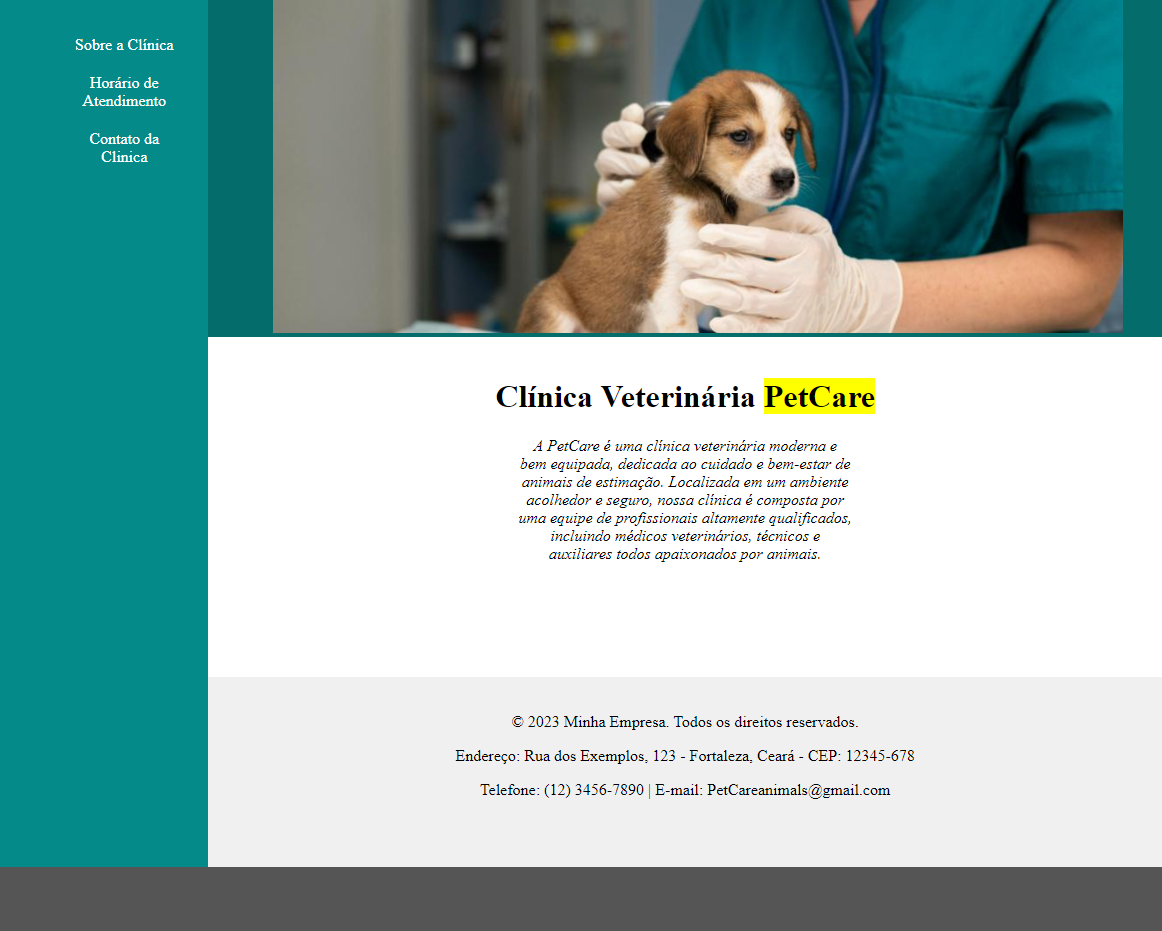 Sobre a Clínica
Horário de
Atendimento
Contato da
Clinica
Clínica Veterinária PetCare
A PetCare é uma clínica veterinária moderna e
bem equipada, dedicada ao cuidado e bem-estar de
animais de estimação. Localizada em um ambiente
acolhedor e seguro, nossa clínica é composta por
uma equipe de profissionais altamente qualificados,
incluindo médicos veterinários, técnicos e
auxiliares todos apaixonados por animais.
© 2023 Minha Empresa. Todos os direitos reservados.
Endereço: Rua dos Exemplos, 123 - Fortaleza, Ceará - CEP: 12345-678
Telefone: (12) 3456-7890 | E-mail: PetCareanimals@gmail.com